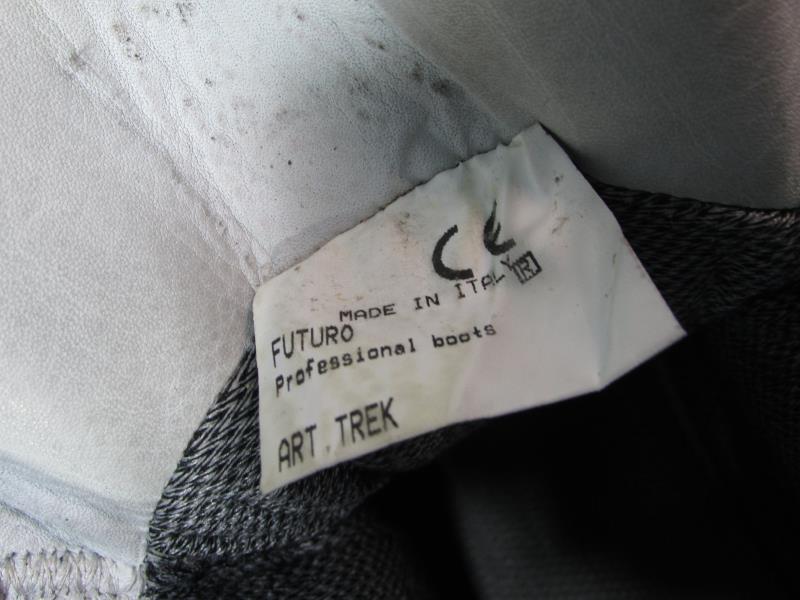 CE
MADE IN ITALY R
FUTURO
Professional boots
ART. TREK